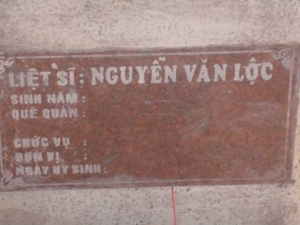 LIỆT SĨ : NGUYỄN VĂN LỘC
SINH NĂM :
QUÊ QUÁN :
CHỨC VỤ :
ĐƠN VỊ :
NGÀY HY SINH :